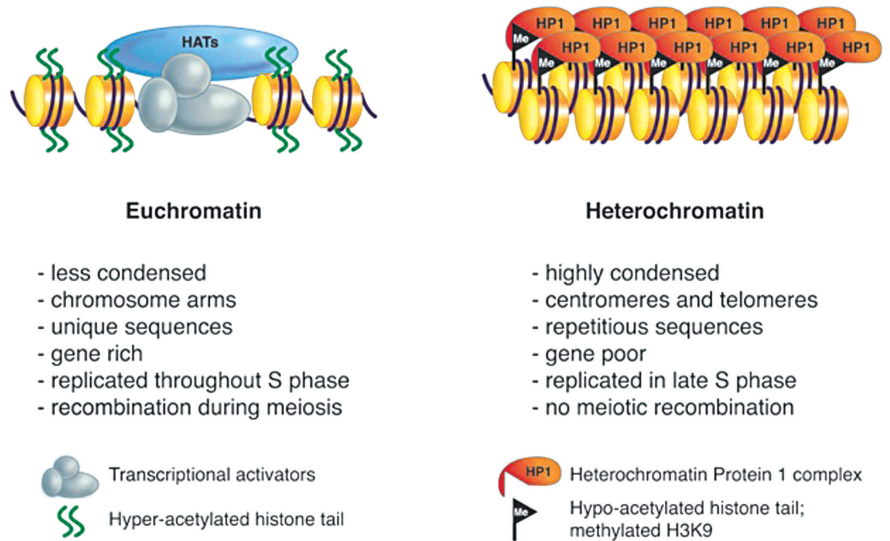 HATs
HP1 HP1 HP1 HP1 HP1 HP1
Me HP1 HP1 HP1 HP1 HP1 HP1
Me Me Me Me Me Me
Euchromatin
- less condensed
- chromosome arms
- unique sequences
- gene rich
- replicated throughout S phase
- recombination during meiosis
Transcriptional activators
Hyper-acetylated histone tail
Heterochromatin
- highly condensed
- centromeres and telomeres
- repetitious sequences
- gene poor
- replicated in late S phase
- no meiotic recombination
HP1 Heterochromatin Protein 1 complex
Me Hypo-acetylated histone tail;
methylated H3K9